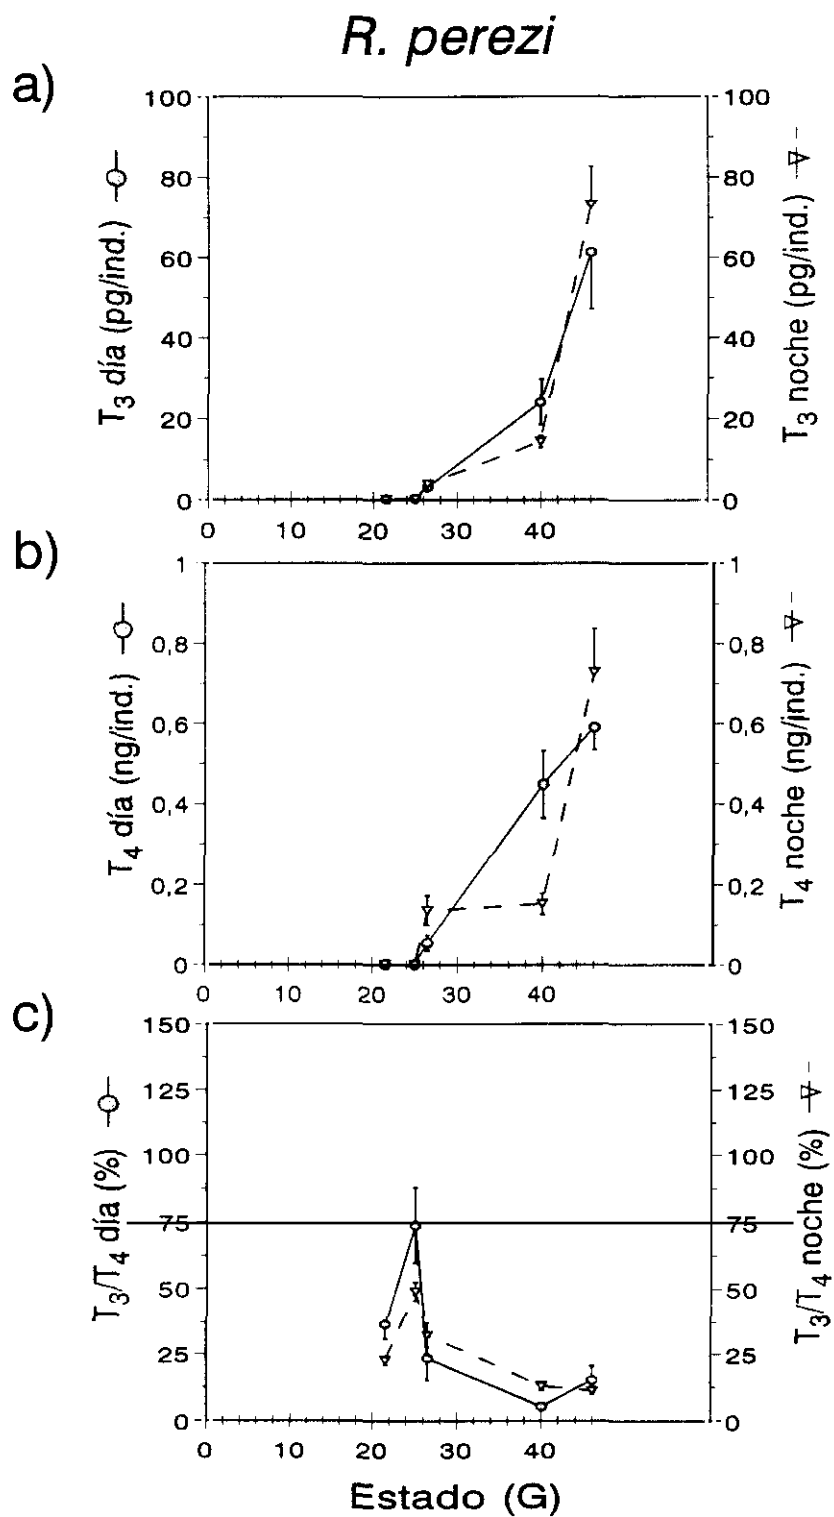 R. perezi
a)
T3 día (pg/ind.)
100
80
60
40
20
0
100
80
60
40
20
0
T3 noche (pg/ind.)
0 10 20 30 40
b)
T4 día (ng/ind.)
1
0,8
0,6
0,4
0,2
0
1
0,8
0,6
0,4
0,2
0
T4 noche (ng/ind.)
0 10 20 30 40
c)
T3/T4 día (%)
150
125
100
75
50
25
0
150
125
100
75
50
25
0
T3/T4 noche (%)
0 10 20 30 40
Estado (G)